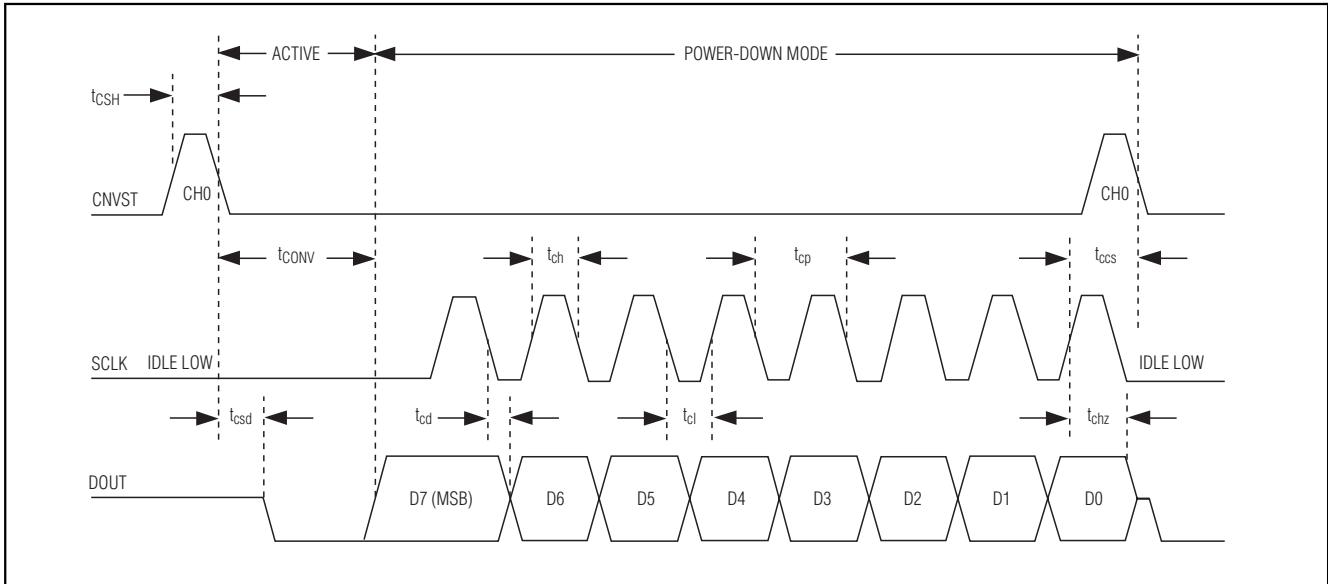 ACTIVE
POWER-DOWN MODE
tCSH
CNVST
CH0
CH0
tCONV
tch
tcp
tccs
SCLK
IDLE LOW
IDLE LOW
tcsd
tcd
tcl
tchz
DOUT
D7 (MSB)
D6
D5
D4
D3
D2
D1
D0